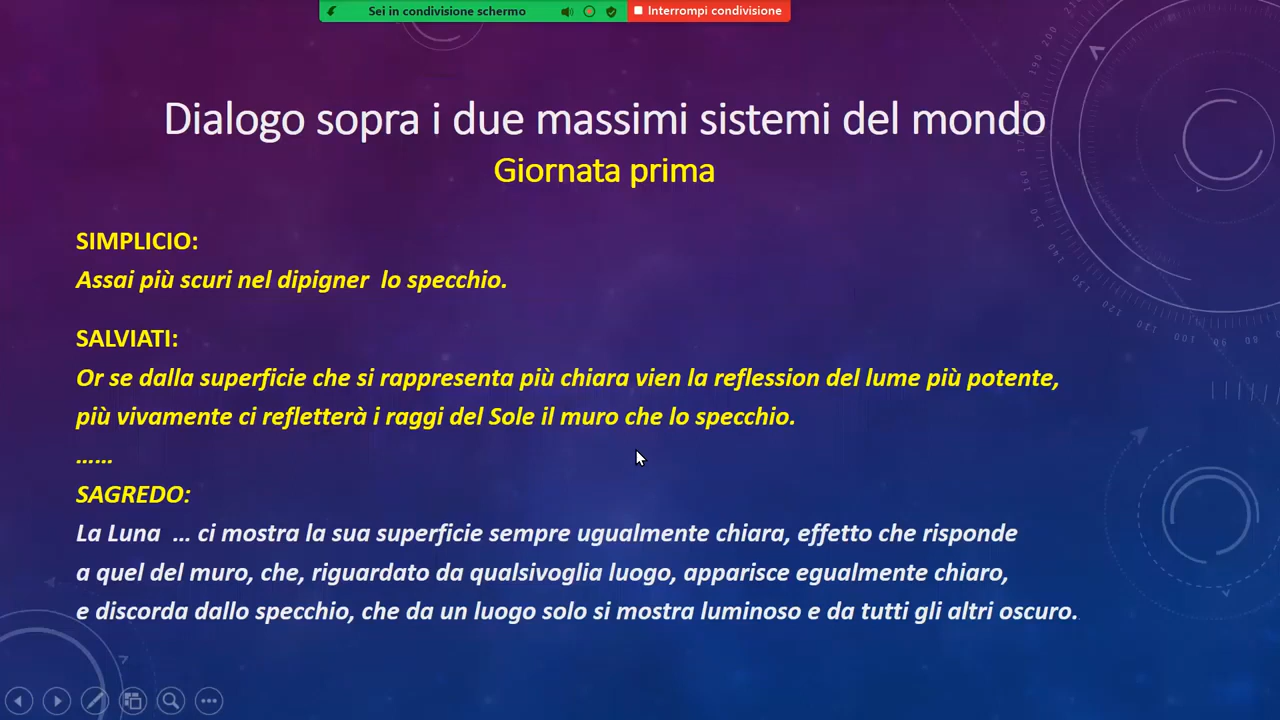 Sei in condivisione schermo
Interrompi condivisione
Dialogo sopra i due massimi sistemi del mondo
Giornata prima
SIMPLICIO:
Assai più scuri nel dipigner lo specchio.
SALVIATI:
Or se dalla superficie che si rappresenta più chiara vien la reflession del lume più potente,
più vivamente ci refletterà i raggi del Sole il muro che lo specchio.
......
SAGREDO:
La Luna ... ci mostra la sua superficie sempre ugualmente chiara, effetto che risponde
a quel del muro, che, riguardato da qualsivoglia luogo, apparisce egualmente chiaro,
e discorda dallo specchio, che da un luogo solo si mostra luminoso e da tutti gli altri oscuro.